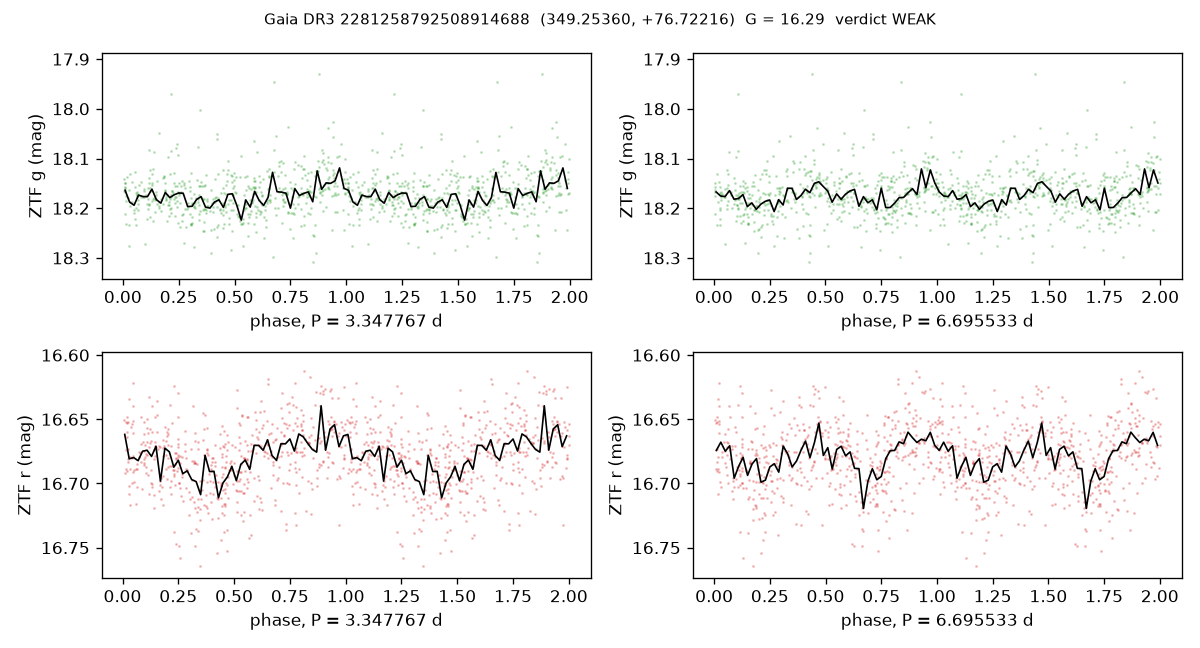 Gaia DR3 2281258792508914688 (349.25360, +76.72216) G = 16.29 verdict WEAK
ZTF g (mag)
17.9
18.0
18.1
18.2
18.3
0.00 0.25 0.50 0.75 1.00 1.25 1.50 1.75 2.00
phase, P = 3.347767 d
ZTF g (mag)
17.9
18.0
18.1
18.2
18.3
0.00 0.25 0.50 0.75 1.00 1.25 1.50 1.75 2.00
phase, P = 6.695533 d
ZTF r (mag)
16.60
16.65
16.70
16.75
0.00 0.25 0.50 0.75 1.00 1.25 1.50 1.75 2.00
phase, P = 3.347767 d
ZTF r (mag)
16.60
16.65
16.70
16.75
0.00 0.25 0.50 0.75 1.00 1.25 1.50 1.75 2.00
phase, P = 6.695533 d